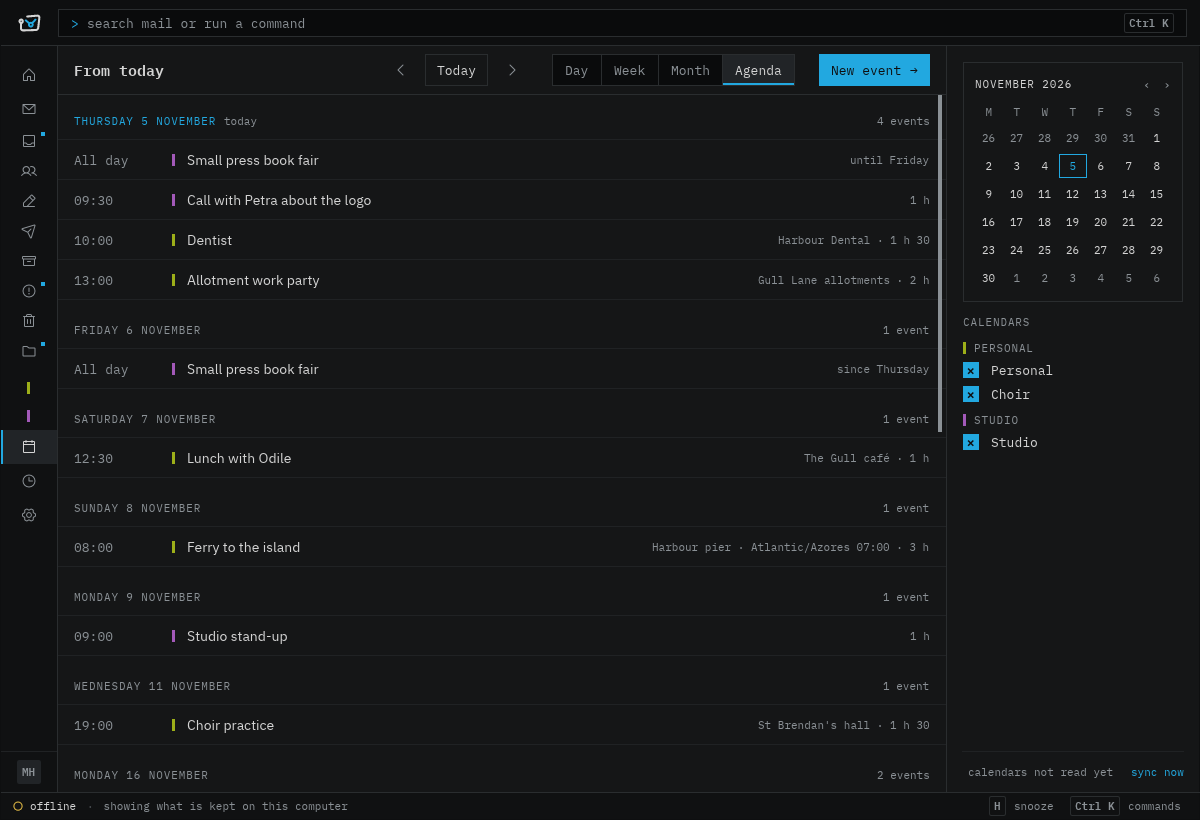 > search mail or run a command Ctrl K
From today
Today
Day Week Month Agenda
New event →
THURSDAY 5 NOVEMBER today 4 events
All day Small press book fair until Friday
09:30 Call with Petra about the logo 1 h
10:00 Dentist Harbour Dental · 1 h 30
13:00 Allotment work party Gull Lane allotments · 2 h
FRIDAY 6 NOVEMBER 1 event
All day Small press book fair since Thursday
SATURDAY 7 NOVEMBER 1 event
12:30 Lunch with Odile The Gull café · 1 h
SUNDAY 8 NOVEMBER 1 event
08:00 Ferry to the island Harbour pier · Atlantic/Azores 07:00 · 3 h
MONDAY 9 NOVEMBER 1 event
09:00 Studio stand-up 1 h
WEDNESDAY 11 NOVEMBER 1 event
19:00 Choir practice St Brendan's hall · 1 h 30
MONDAY 16 NOVEMBER 2 events
NOVEMBER 2026 ‹ ›
M T W T F S S
26 27 28 29 30 31 1
2 3 4 5 6 7 8
9 10 11 12 13 14 15
16 17 18 19 20 21 22
23 24 25 26 27 28 29
30 1 2 3 4 5 6
CALENDARS
PERSONAL
Personal
Choir
STUDIO
Studio
calendars not read yet sync now
MH
offline · showing what is kept on this computer
H snooze Ctrl K commands